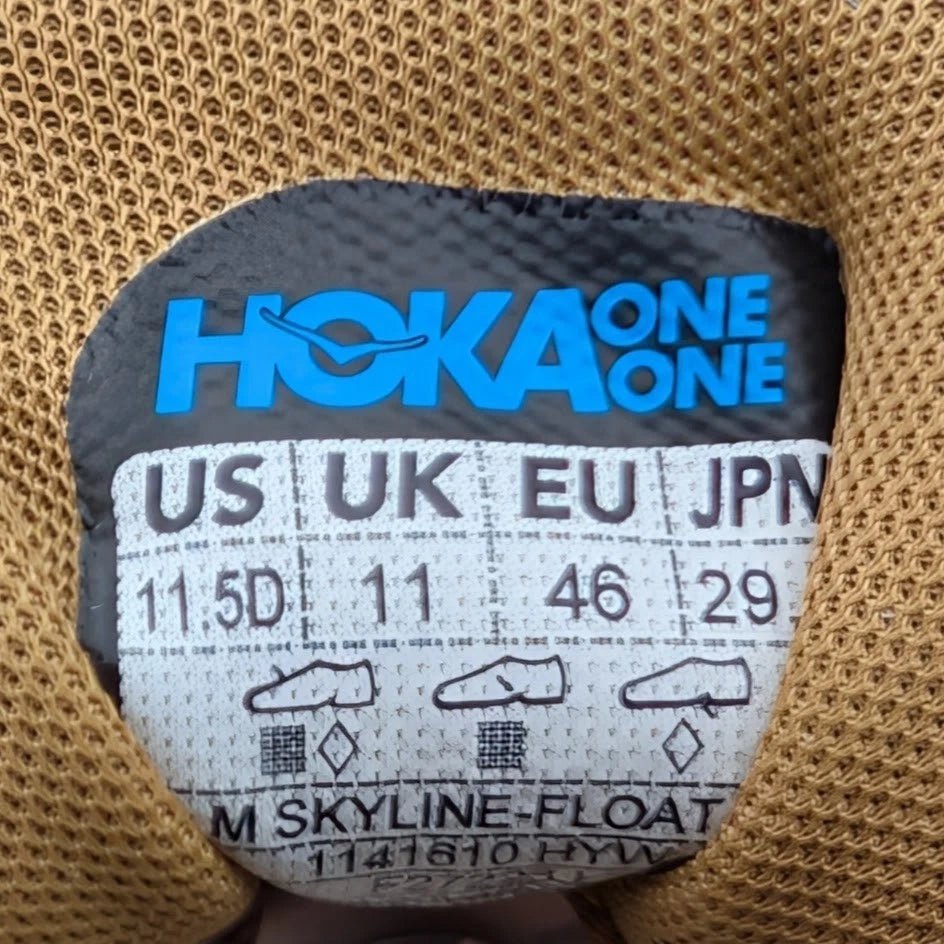 HOKA ONE
ONE
US UK EU JPN
11.5D 11 46 29
M SKYLINE-FLOAT
1141610 HYW